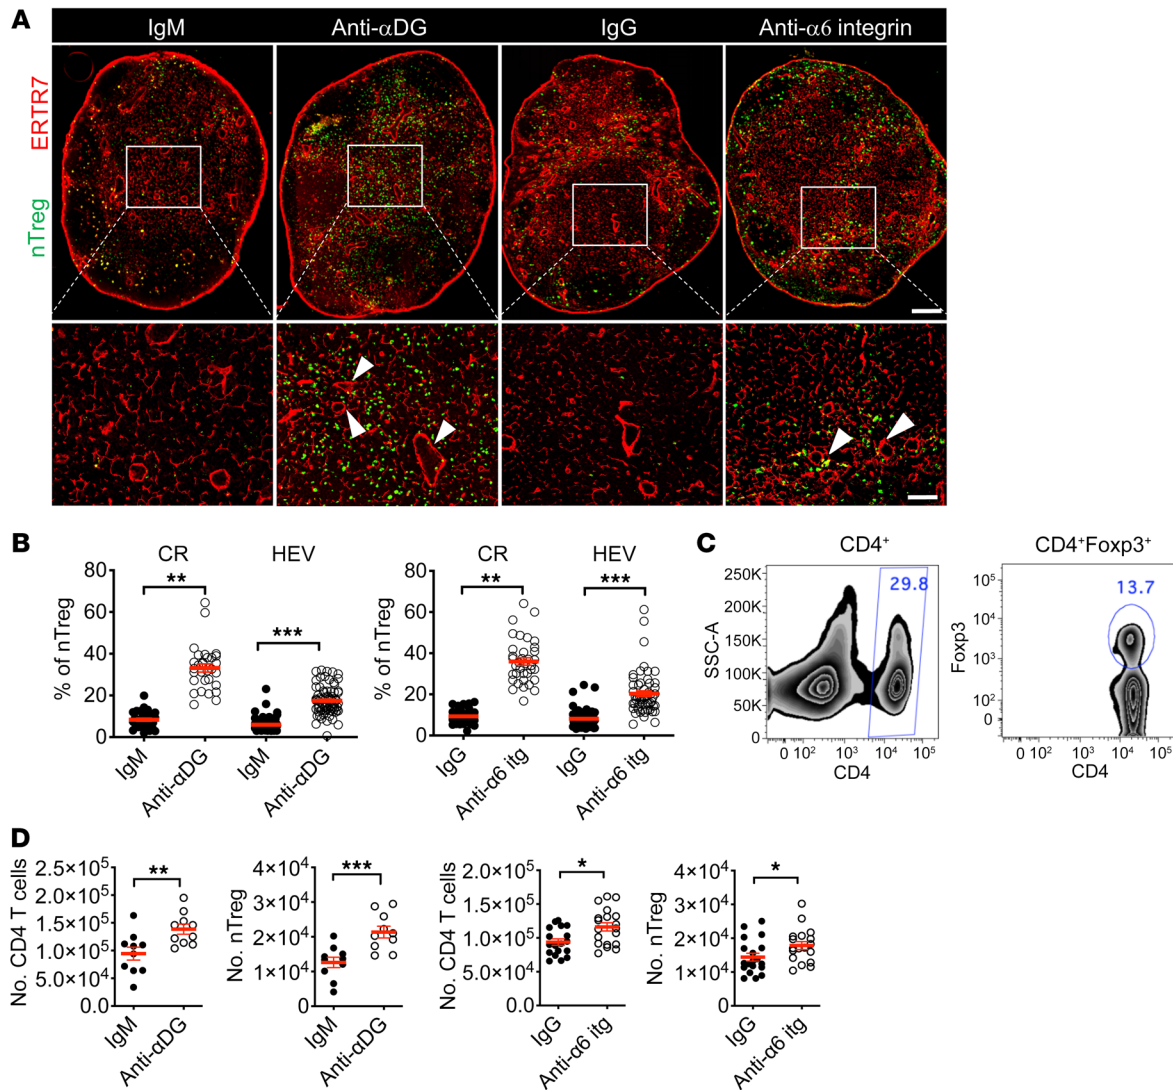 A
IgM
Anti-αDG
IgG
Anti-α6 integrin
nTreg ERTR7
B
CR
HEV
% of nTreg
80
60
40
20
0
**
***
IgM
Anti-αDG
IgM
Anti-αDG
CR
HEV
% of nTreg
80
60
40
20
0
**
***
IgG
Anti-α6 itg
IgG
Anti-α6 itg
C
CD4⁺
SSC-A
250K
200K
150K
100K
50K
0
29.8
0 10² 10³ 10⁴ 10⁵
CD4
CD4⁺Foxp3⁺
Foxp3
10⁵
10⁴
10³
10²
0
13.7
0 10² 10³ 10⁴ 10⁵
CD4
D
No. CD4 T cells
2.5×10⁵
2.0×10⁵
1.5×10⁵
1.0×10⁵
5.0×10⁴
0.0
**
IgM
Anti-αDG
No. nTreg
4×10⁴
3×10⁴
2×10⁴
1×10⁴
0
***
IgM
Anti-αDG
No. CD4 T cells
2.0×10⁵
1.5×10⁵
1.0×10⁵
5.0×10⁴
0.0
*
IgG
Anti-α6 itg
No. nTreg
4×10⁴
3×10⁴
2×10⁴
1×10⁴
0
*
IgG
Anti-α6 itg